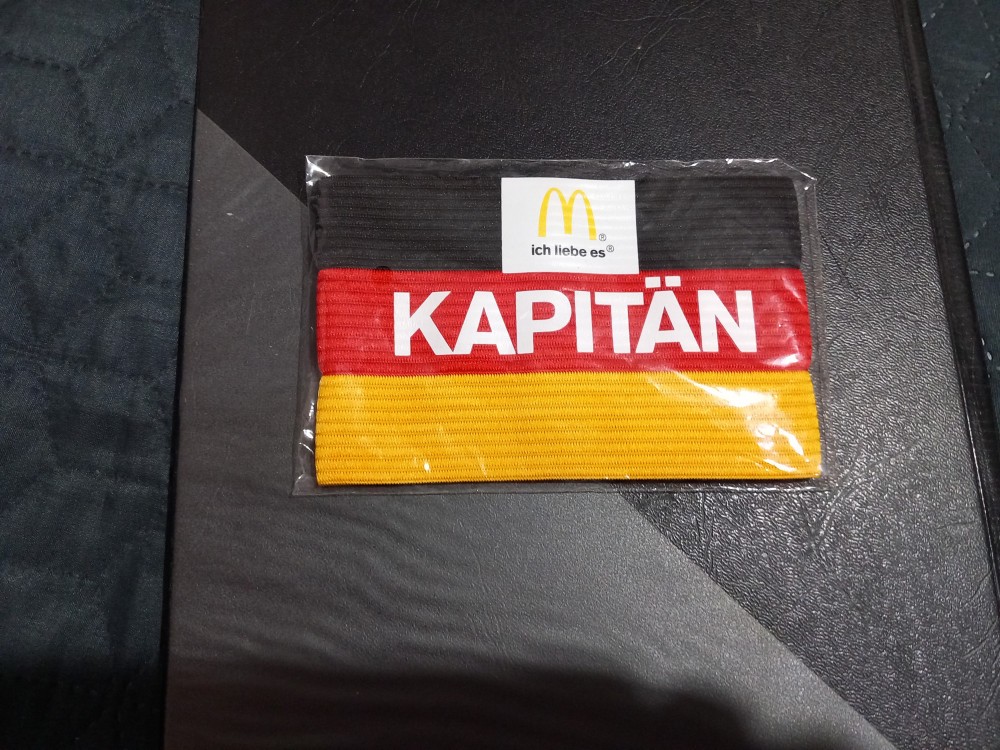 M®
ich liebe es®
KAPITÄN